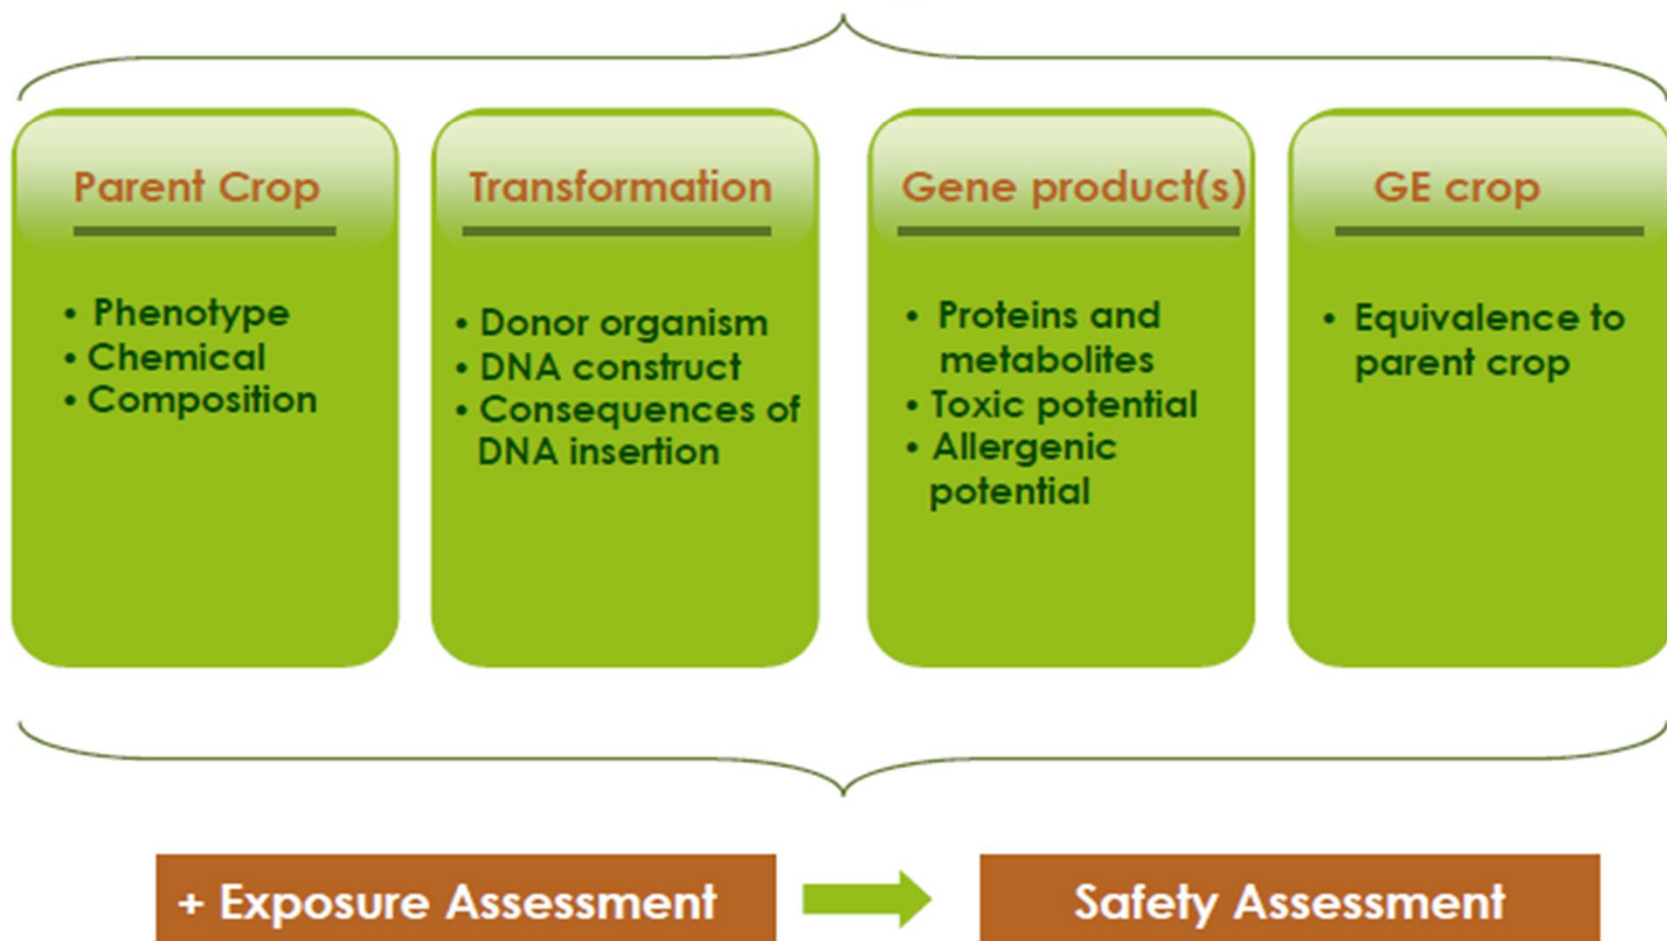 Parent Crop
• Phenotype
• Chemical
• Composition
Transformation
• Donor organism
• DNA construct
• Consequences of
DNA insertion
Gene product(s)
• Proteins and
metabolites
• Toxic potential
• Allergenic
potential
GE crop
• Equivalence to
parent crop
+ Exposure Assessment
Safety Assessment